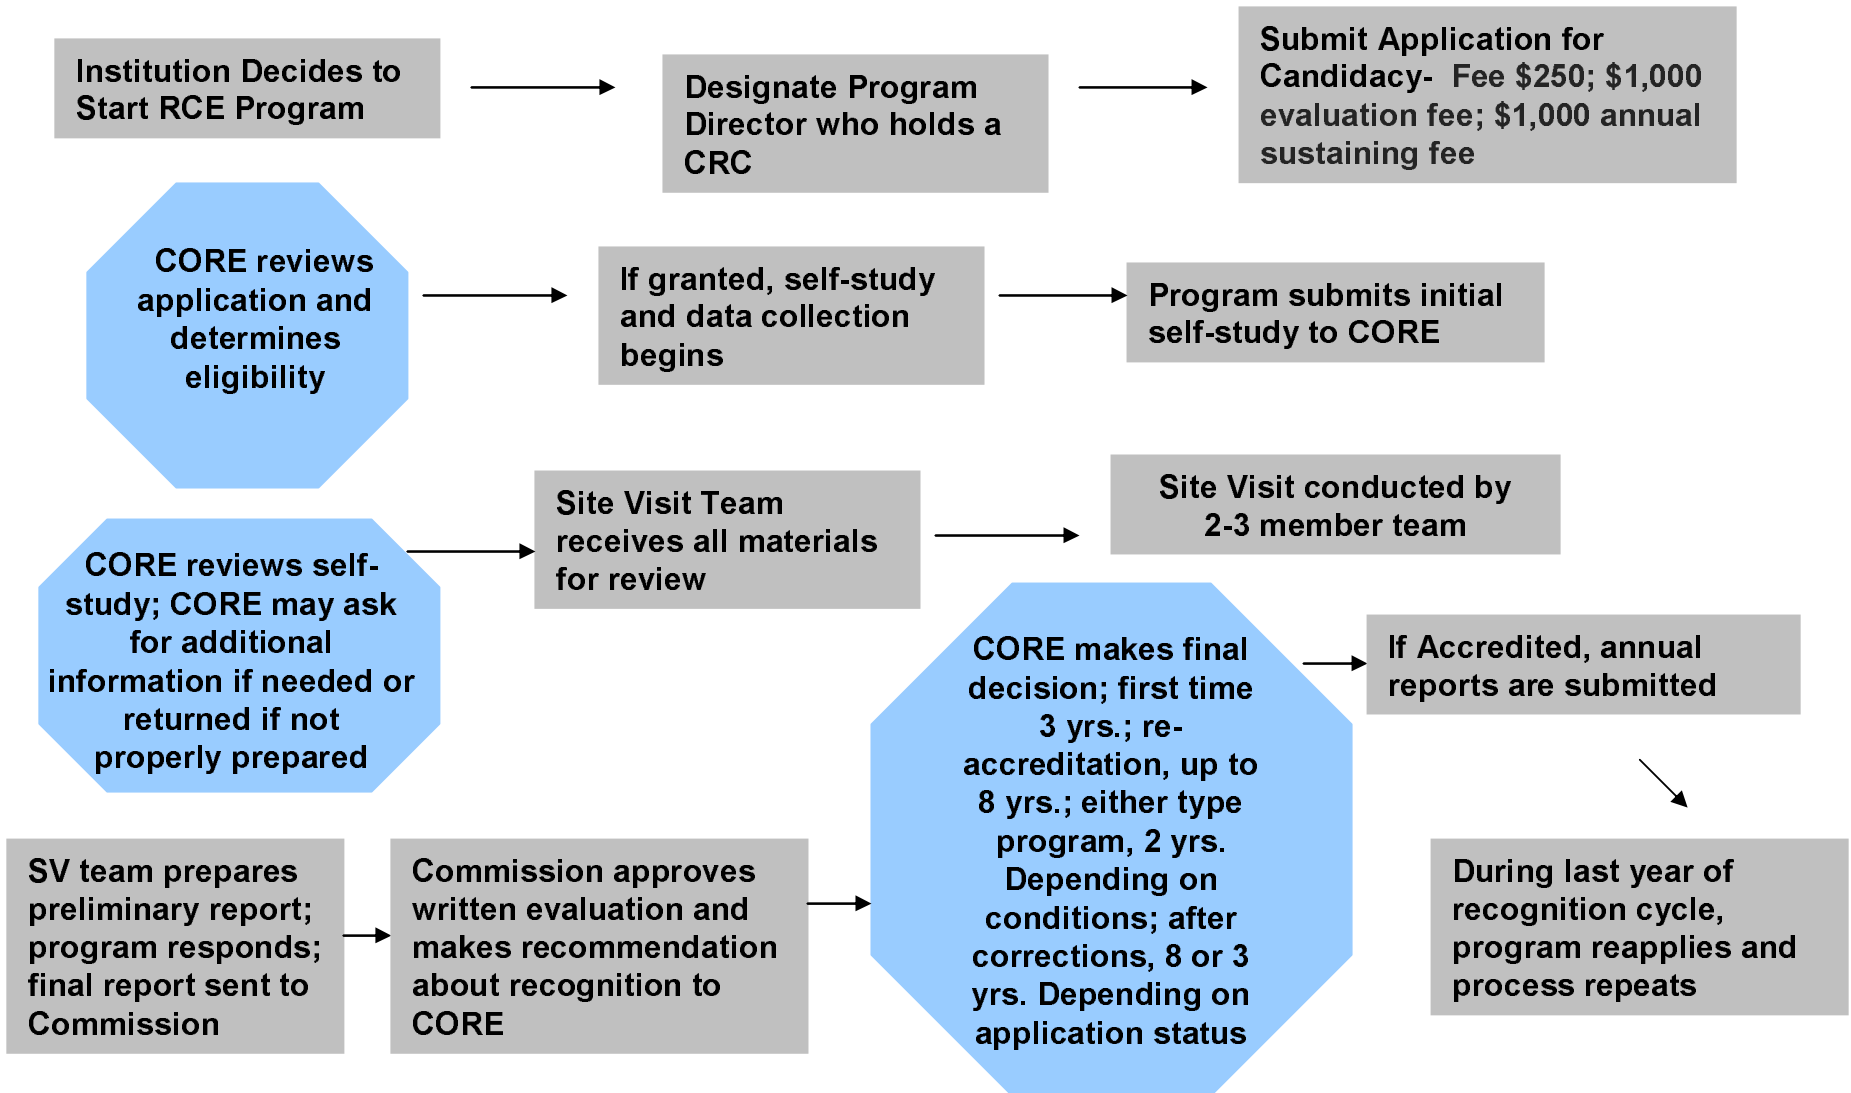 Institution Decides to
Start RCE Program
Designate Program
Director who holds a
CRC
Submit Application for
Candidacy- Fee $250; $1,000
evaluation fee; $1,000 annual
sustaining fee
CORE reviews
application and
determines
eligibility
If granted, self-study
and data collection
begins
Program submits initial
self-study to CORE
CORE reviews self-
study; CORE may ask
for additional
information if needed or
returned if not
properly prepared
Site Visit Team
receives all materials
for review
Site Visit conducted by
2-3 member team
SV team prepares
preliminary report;
program responds;
final report sent to
Commission
Commission approves
written evaluation and
makes recommendation
about recognition to
CORE
CORE makes final
decision; first time
3 yrs.; re-
accreditation, up to
8 yrs.; either type
program, 2 yrs.
Depending on
conditions; after
corrections, 8 or 3
yrs. Depending on
application status
If Accredited, annual
reports are submitted
During last year of
recognition cycle,
program reapplies and
process repeats